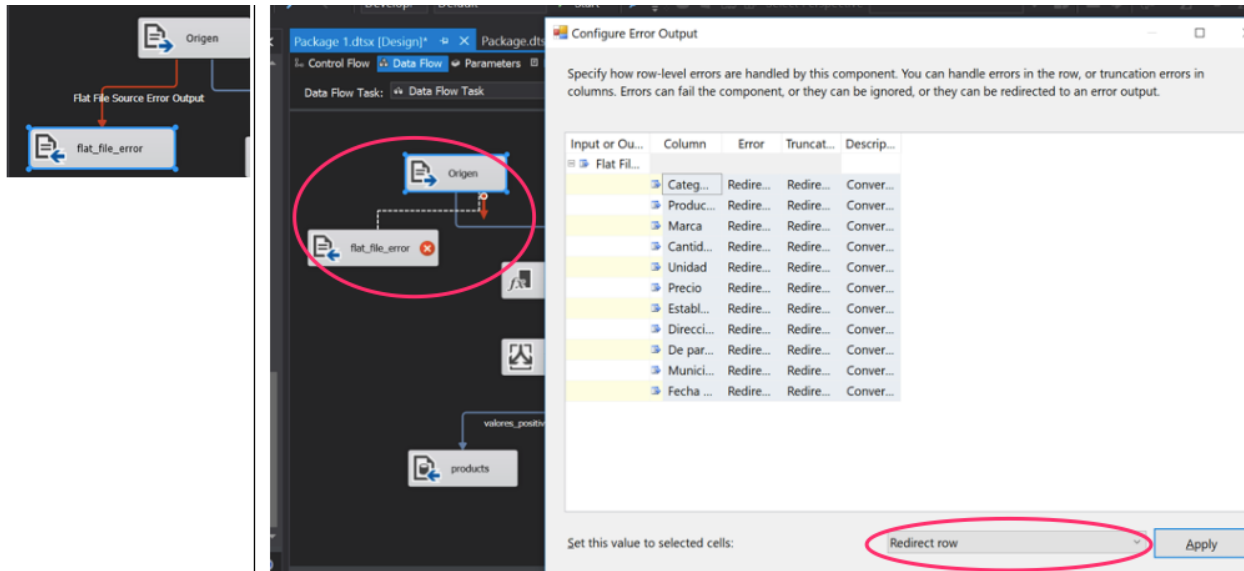 Origen
Flat File Source Error Output
flat_file_error
Package 1.dtsx [Design]*
Package.dts
Control Flow
Data Flow
Parameters
Data Flow Task:
Data Flow Task
Origen
flat_file_error
fx
valores_positiv
products
Configure Error Output
Specify how row-level errors are handled by this component. You can handle errors in the row, or truncation errors in
columns. Errors can fail the component, or they can be ignored, or they can be redirected to an error output.
Input or Ou... Column Error Truncat... Descrip...
Flat Fil...
Categ... Redire... Redire... Conver...
Produc... Redire... Redire... Conver...
Marca Redire... Redire... Conver...
Cantid... Redire... Redire... Conver...
Unidad Redire... Redire... Conver...
Precio Redire... Redire... Conver...
Establ... Redire... Redire... Conver...
Direcci... Redire... Redire... Conver...
De par... Redire... Redire... Conver...
Munici... Redire... Redire... Conver...
Fecha ... Redire... Redire... Conver...
Set this value to selected cells:
Redirect row
Apply